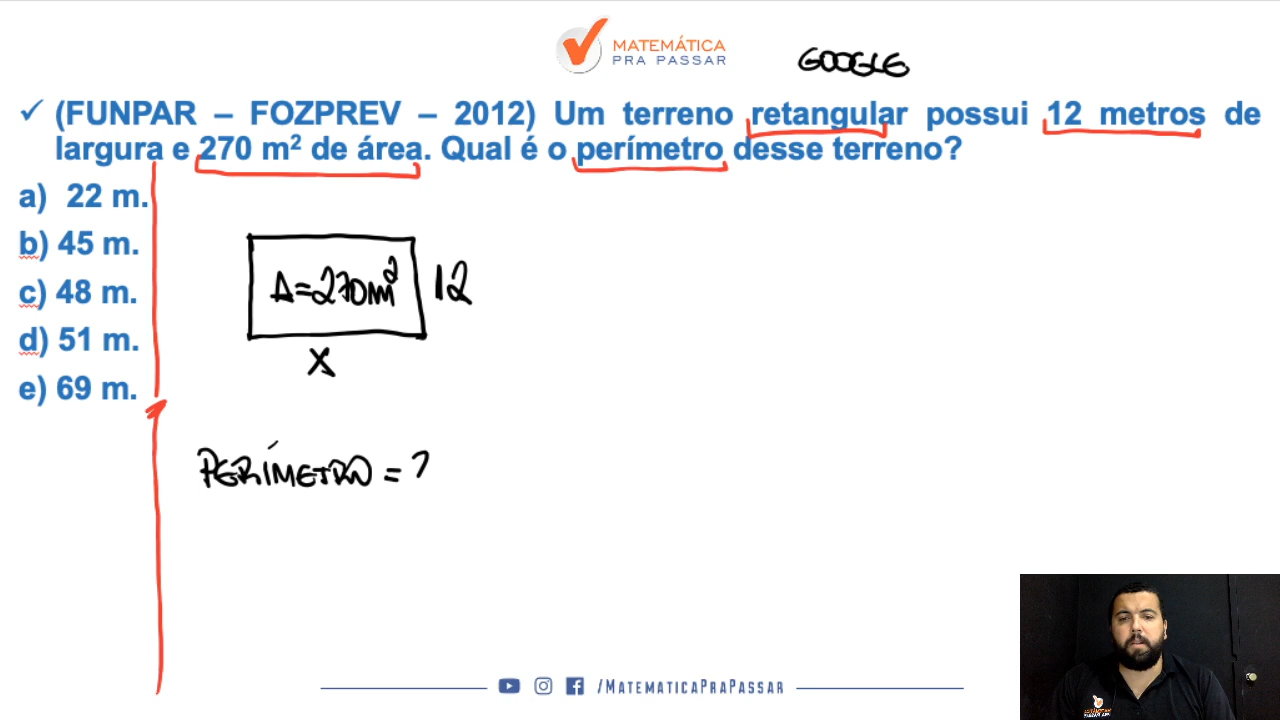 MATEMÁTICA
PRA PASSAR
GOOGLE
✓ (FUNPAR – FOZPREV – 2012) Um terreno retangular possui 12 metros de
largura e 270 m² de área. Qual é o perímetro desse terreno?
a) 22 m.
b) 45 m.
c) 48 m.
d) 51 m.
e) 69 m.
A=270m²
12
X
PERÍMETRO = ?
/MATEMATICAPRAPASSAR